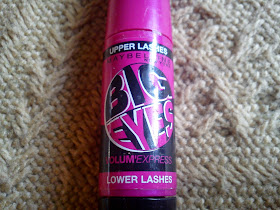 UPPER LASHES
MAYBELLINE
BIG
EYES
VOLUM'EXPRESS
LOWER LASHES